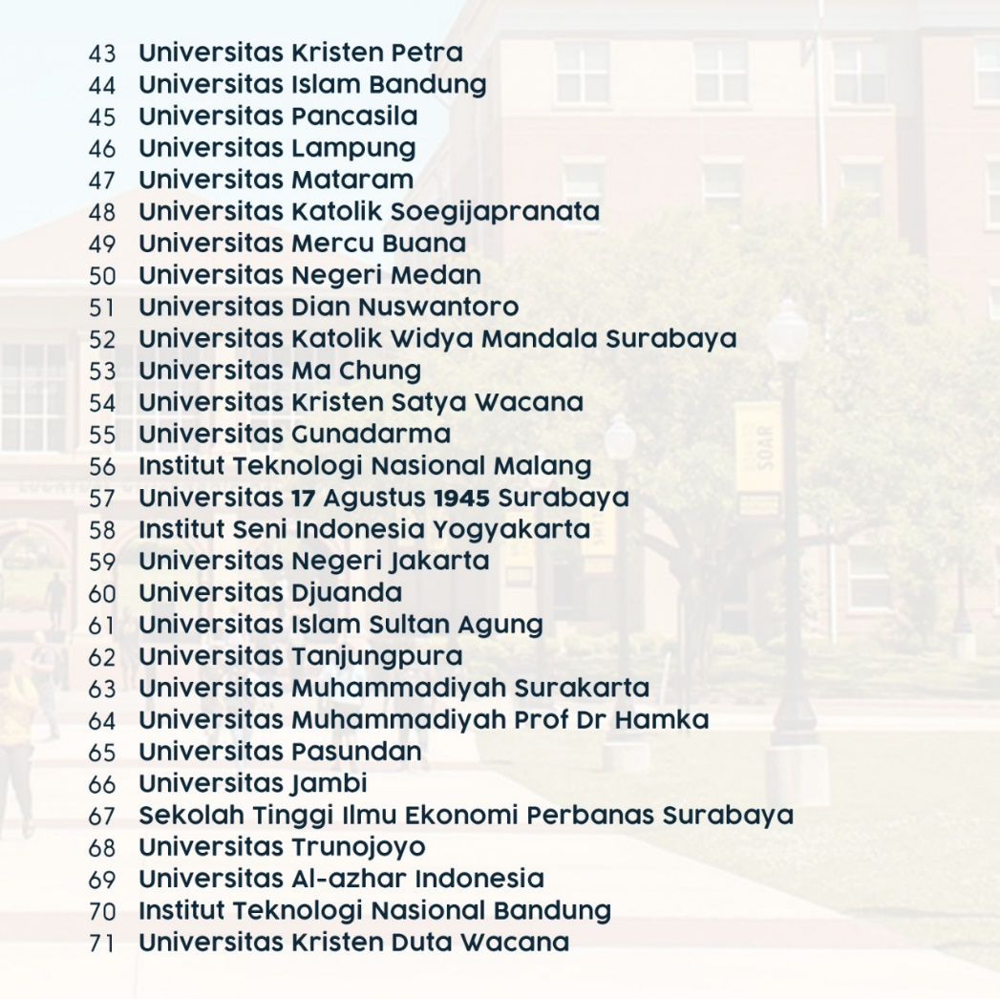 43 Universitas Kristen Petra
44 Universitas Islam Bandung
45 Universitas Pancasila
46 Universitas Lampung
47 Universitas Mataram
48 Universitas Katolik Soegijapranata
49 Universitas Mercu Buana
50 Universitas Negeri Medan
51 Universitas Dian Nuswantoro
52 Universitas Katolik Widya Mandala Surabaya
53 Universitas Ma Chung
54 Universitas Kristen Satya Wacana
55 Universitas Gunadarma
56 Institut Teknologi Nasional Malang
57 Universitas 17 Agustus 1945 Surabaya
58 Institut Seni Indonesia Yogyakarta
59 Universitas Negeri Jakarta
60 Universitas Djuanda
61 Universitas Islam Sultan Agung
62 Universitas Tanjungpura
63 Universitas Muhammadiyah Surakarta
64 Universitas Muhammadiyah Prof Dr Hamka
65 Universitas Pasundan
66 Universitas Jambi
67 Sekolah Tinggi Ilmu Ekonomi Perbanas Surabaya
68 Universitas Trunojoyo
69 Universitas Al-azhar Indonesia
70 Institut Teknologi Nasional Bandung
71 Universitas Kristen Duta Wacana
SOAR